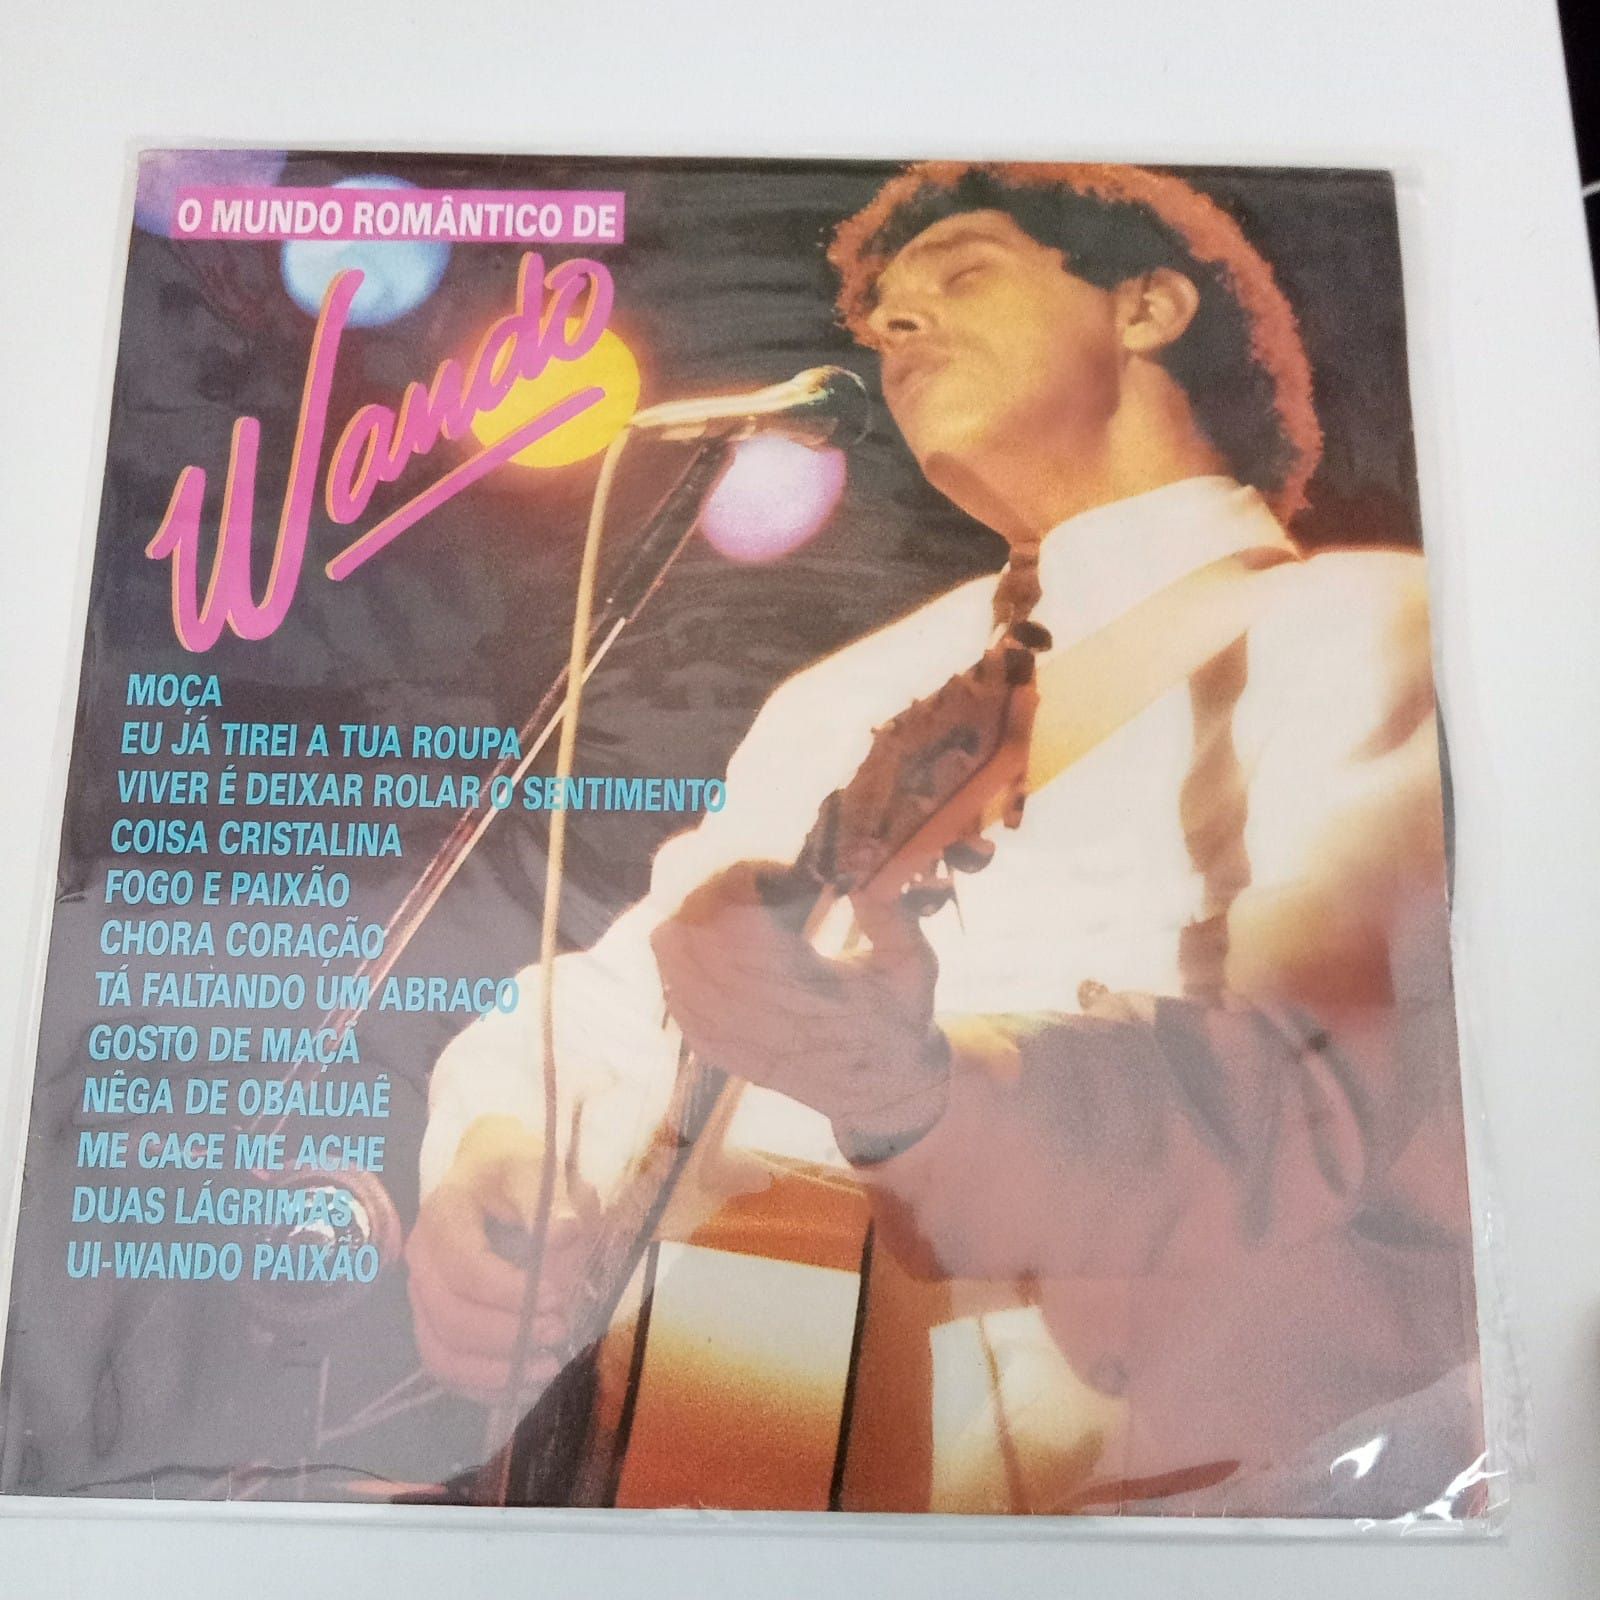 O MUNDO ROMÂNTICO DE
Wando
MOÇA
EU JÁ TIREI A TUA ROUPA
VIVER É DEIXAR ROLAR O SENTIMENTO
COISA CRISTALINA
FOGO E PAIXÃO
CHORA CORAÇÃO
TÁ FALTANDO UM ABRAÇO
GOSTO DE MAÇÃ
NÊGA DE OBALUAÊ
ME CACE ME ACHE
DUAS LÁGRIMAS
UI-WANDO PAIXÃO